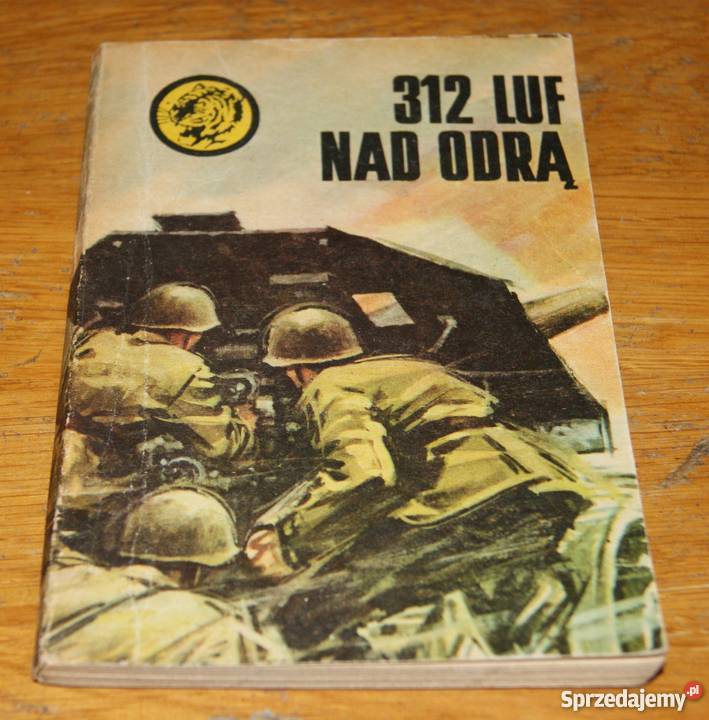 312 LUF
NAD ODRĄ
Sprzedajemy.pl